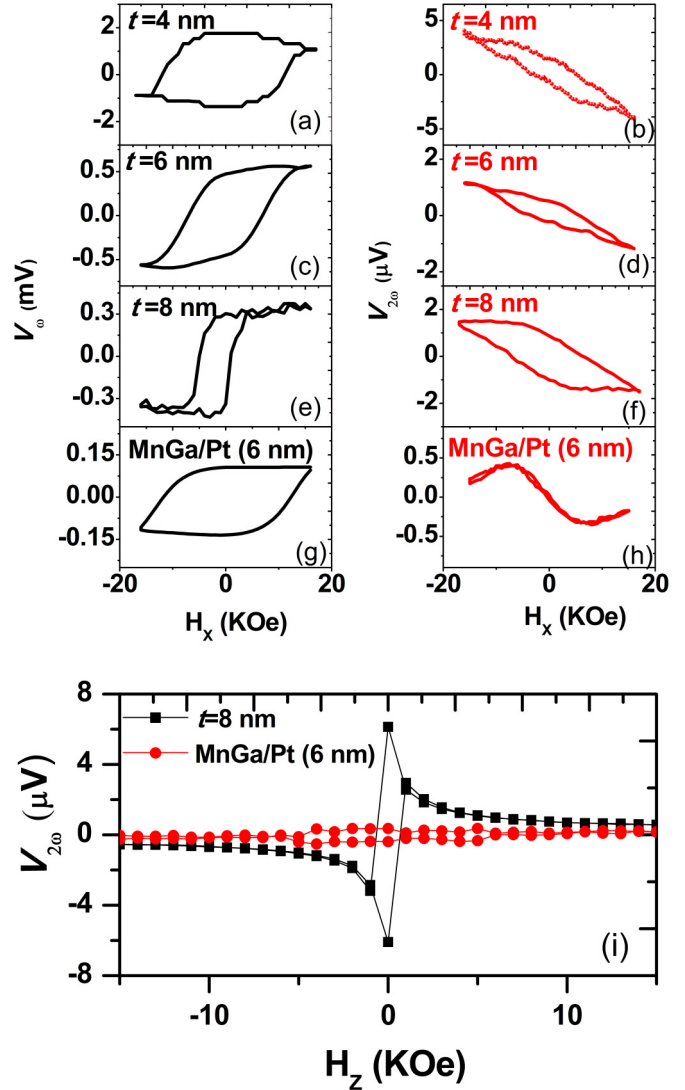 t=4 nm
2
0
-2
(a)
t=4 nm
5
0
-5
(b)
t=6 nm
0.5
0.0
-0.5
(c)
t=6 nm
2
0
-2
(d)
t=8 nm
0.3
0.0
-0.3
(e)
t=8 nm
2
0
-2
(f)
MnGa/Pt (6 nm)
0.15
0.00
-0.15
(g)
MnGa/Pt (6 nm)
0.5
0.0
-0.5
(h)
Vω (mV)
V2ω (μV)
-20 0 20
-20 0 20
HX (KOe)
HX (KOe)
t=8 nm
MnGa/Pt (6 nm)
8
4
0
-4
-8
V2ω (μV)
(i)
-10 0 10
HZ (KOe)